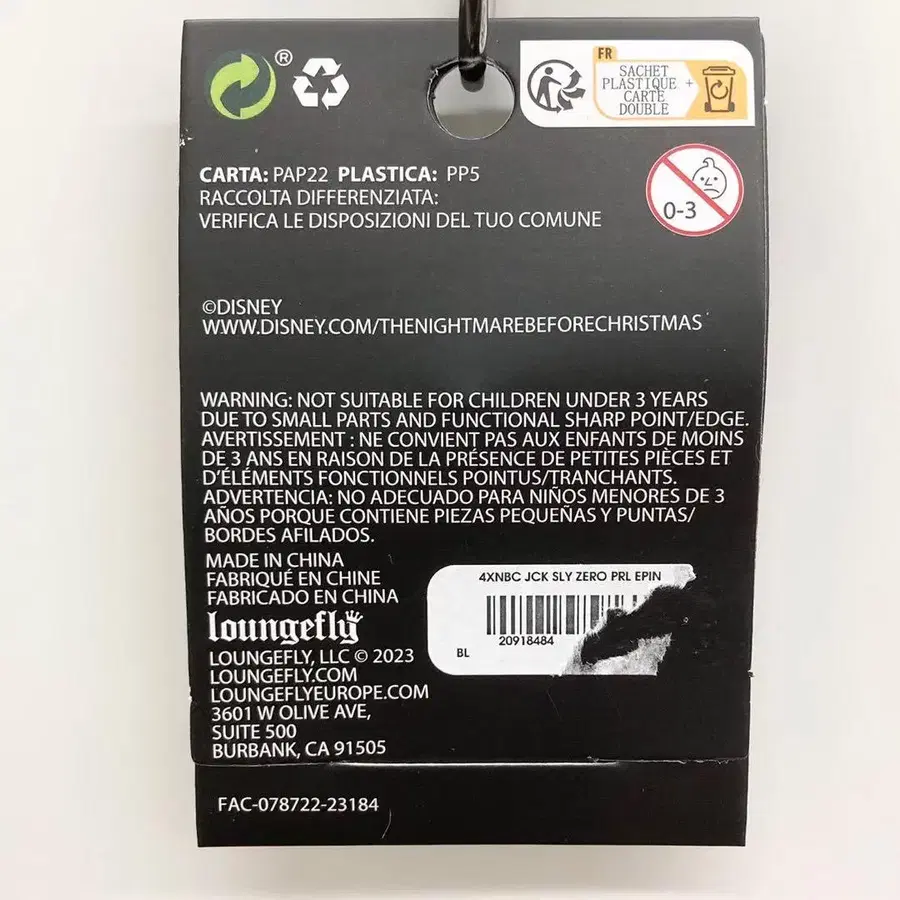 ®
FR
SACHET
PLASTIQUE +
CARTE
DOUBLE
CARTA: PAP22 PLASTICA: PP5
RACCOLTA DIFFERENZIATA:
VERIFICA LE DISPOSIZIONI DEL TUO COMUNE
0-3
©DISNEY
WWW.DISNEY.COM/THENIGHTMAREBEFORECHRISTMAS
WARNING: NOT SUITABLE FOR CHILDREN UNDER 3 YEARS
DUE TO SMALL PARTS AND FUNCTIONAL SHARP POINT/EDGE.
AVERTISSEMENT : NE CONVIENT PAS AUX ENFANTS DE MOINS
DE 3 ANS EN RAISON DE LA PRÉSENCE DE PETITES PIÈCES ET
D'ÉLÉMENTS FONCTIONNELS POINTUS/TRANCHANTS.
ADVERTENCIA: NO ADECUADO PARA NIÑOS MENORES DE 3
AÑOS PORQUE CONTIENE PIEZAS PEQUEÑAS Y PUNTAS/
BORDES AFILADOS.
MADE IN CHINA
FABRIQUÉ EN CHINE
FABRICADO EN CHINA
loungefly
LOUNGEFLY, LLC © 2023
LOUNGEFLY.COM
LOUNGEFLYEUROPE.COM
3601 W OLIVE AVE,
SUITE 500
BURBANK, CA 91505
4XNBC JCK SLY ZERO PRL EPIN
20918484
BL
FAC-078722-23184